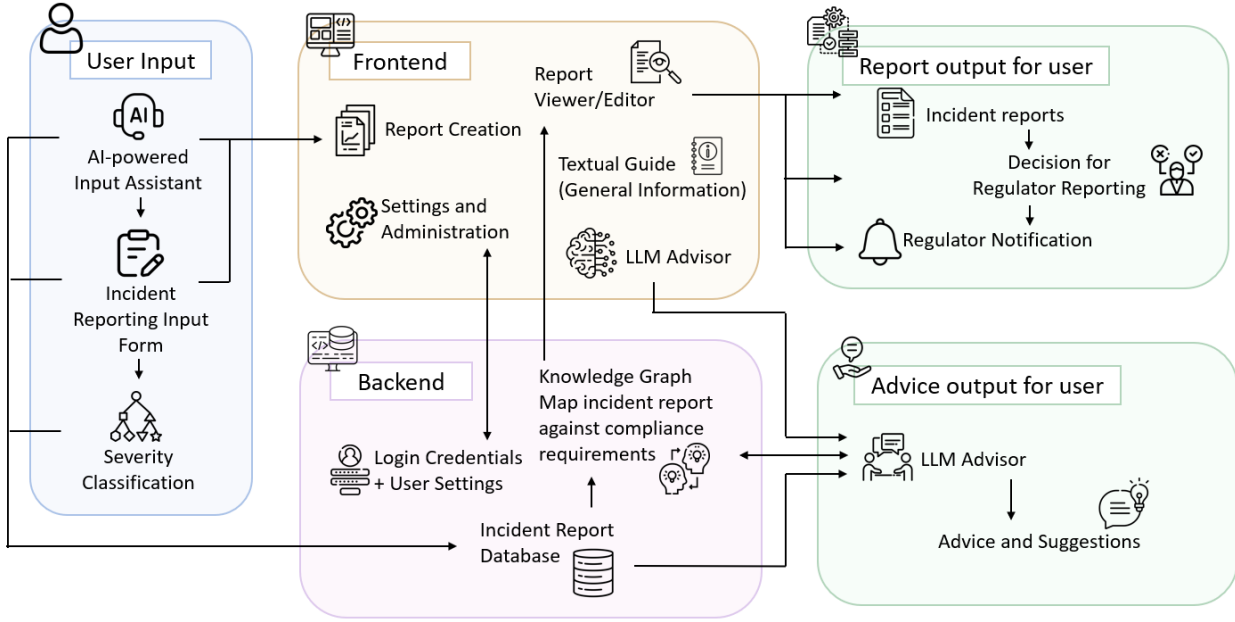 User Input
AI
AI-powered
Input Assistant
Incident
Reporting Input
Form
Severity
Classification
</>
Frontend
Report Creation
Report
Viewer/Editor
Textual Guide
(General Information)
Settings and
Administration
LLM Advisor
Report output for user
Incident reports
Decision for
Regulator Reporting
Regulator Notification
</>
Backend
Knowledge Graph
Map incident report
against compliance
requirements
Login Credentials
+ User Settings
Incident Report
Database
Advice output for user
LLM Advisor
Advice and Suggestions